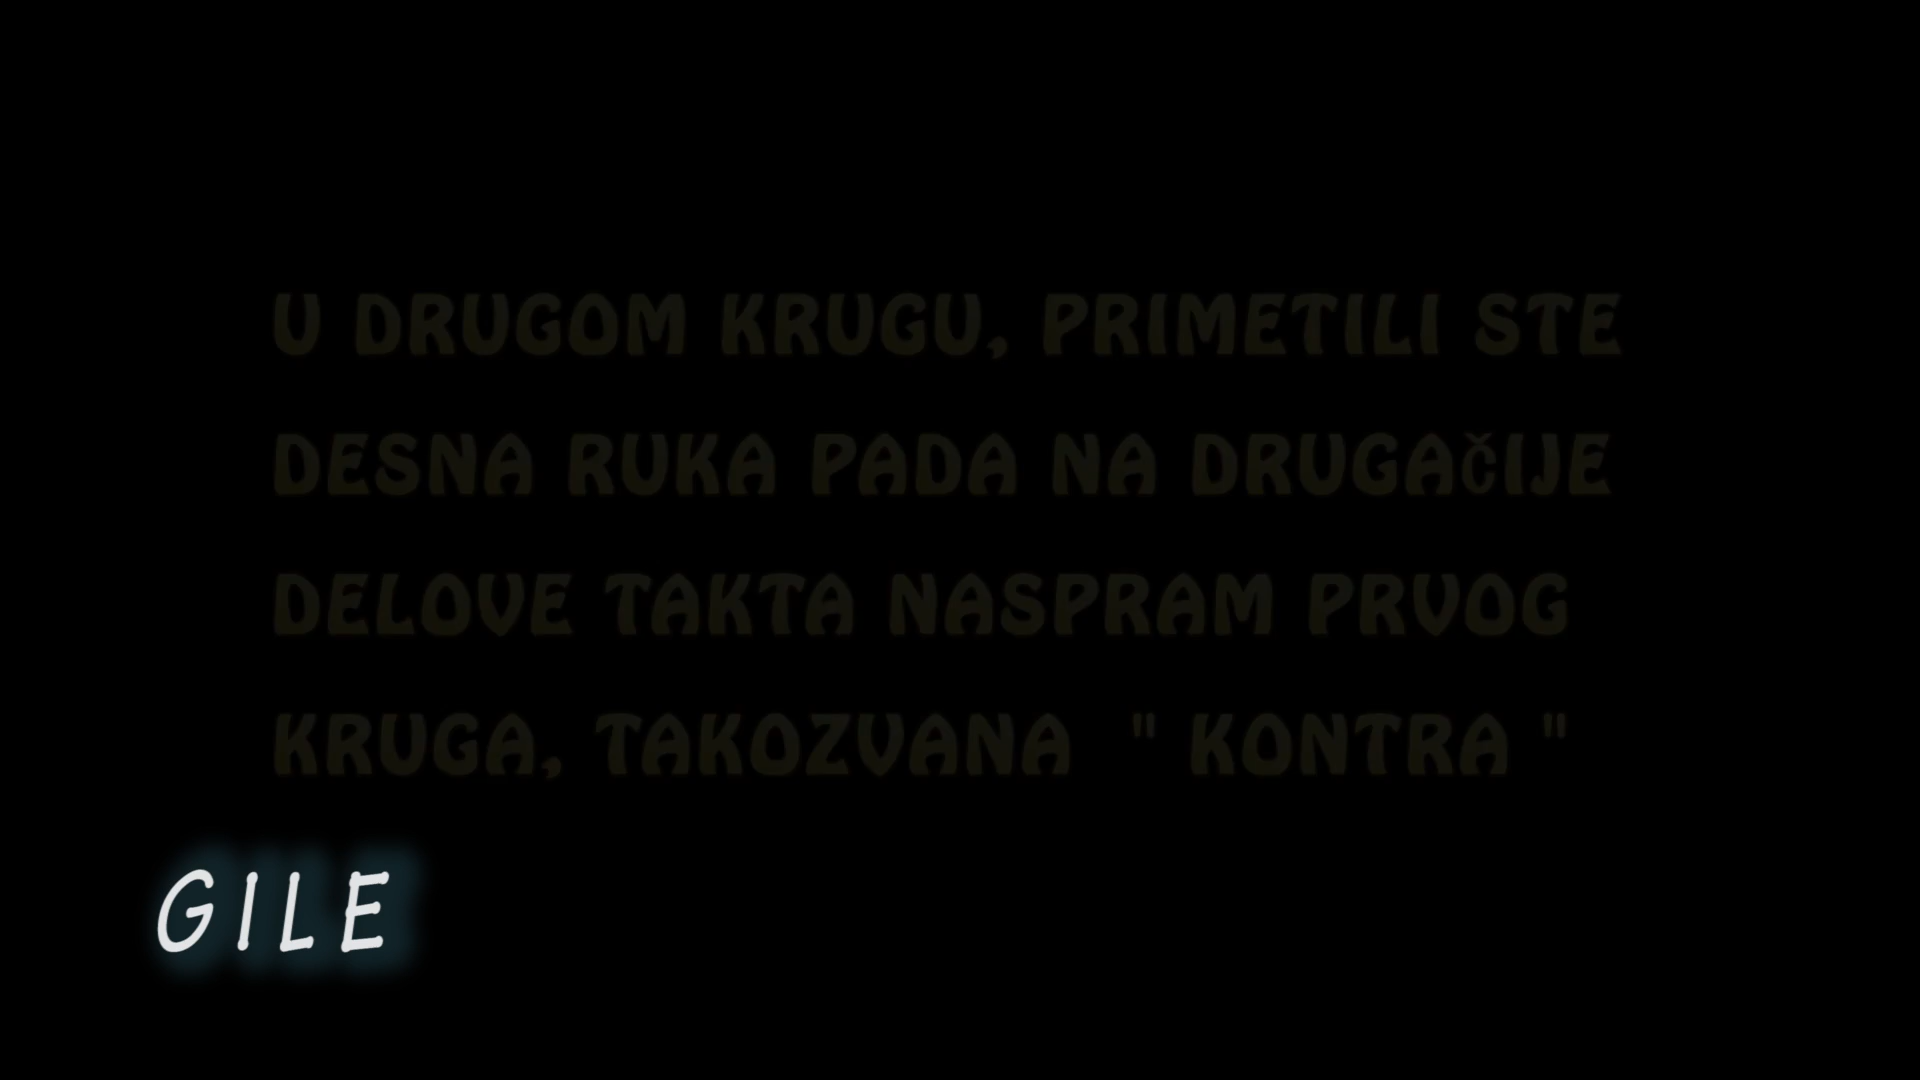 U DRUGOM KRUGU, PRIMETILI STE
DESNA RUKA PADA NA DRUGAČIJE
DELOVE TAKTA NASPRAM PRVOG
KRUGA, TAKOZVANA " KONTRA "
GILE